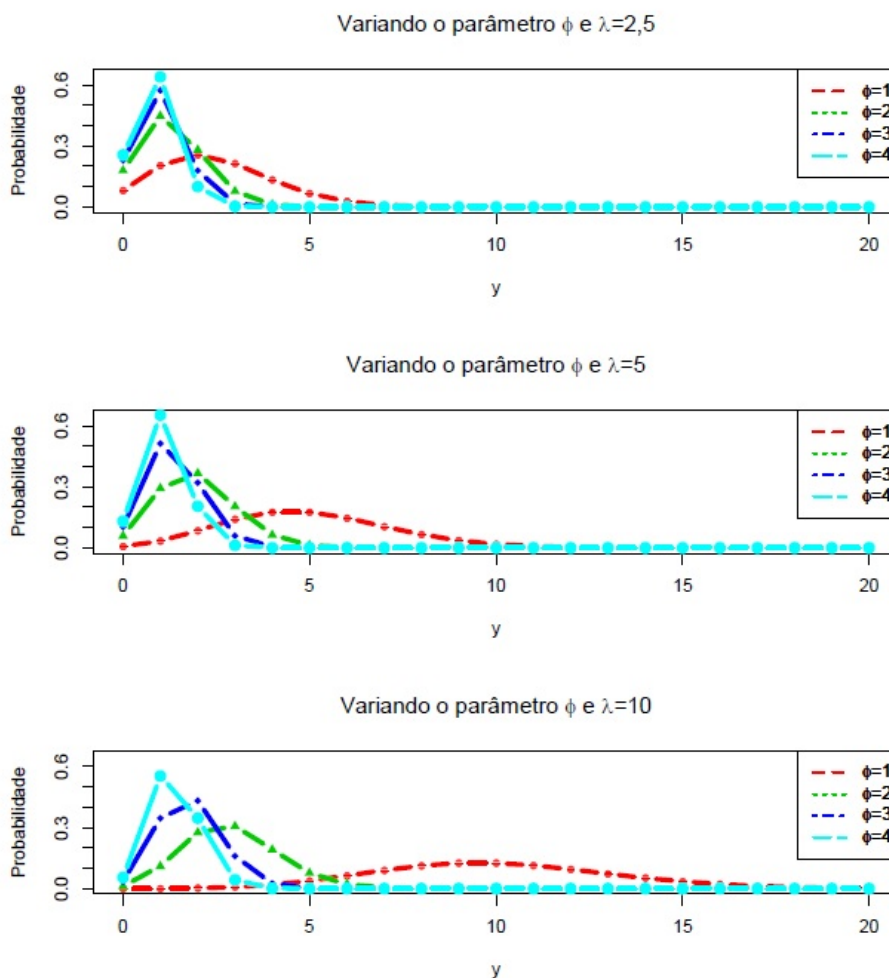 Variando o parâmetro ϕ e λ=2,5
Probabilidade
0.6
0.3
0.0
ϕ=1
ϕ=2
ϕ=3
ϕ=4
0 5 10 15 20
y
Variando o parâmetro ϕ e λ=5
Probabilidade
0.6
0.3
0.0
ϕ=1
ϕ=2
ϕ=3
ϕ=4
0 5 10 15 20
y
Variando o parâmetro ϕ e λ=10
Probabilidade
0.6
0.3
0.0
ϕ=1
ϕ=2
ϕ=3
ϕ=4
0 5 10 15 20
y